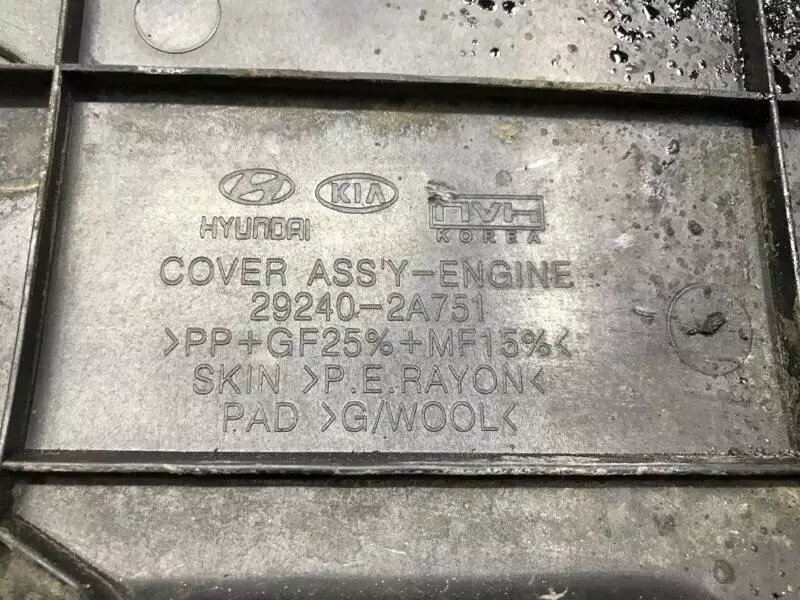 HYUNDAI KIA NVH KOREA
COVER ASS'Y-ENGINE
29240-2A751
>PP+GF25%+MF15%<
SKIN >P.E.RAYON<
PAD >G/WOOL<